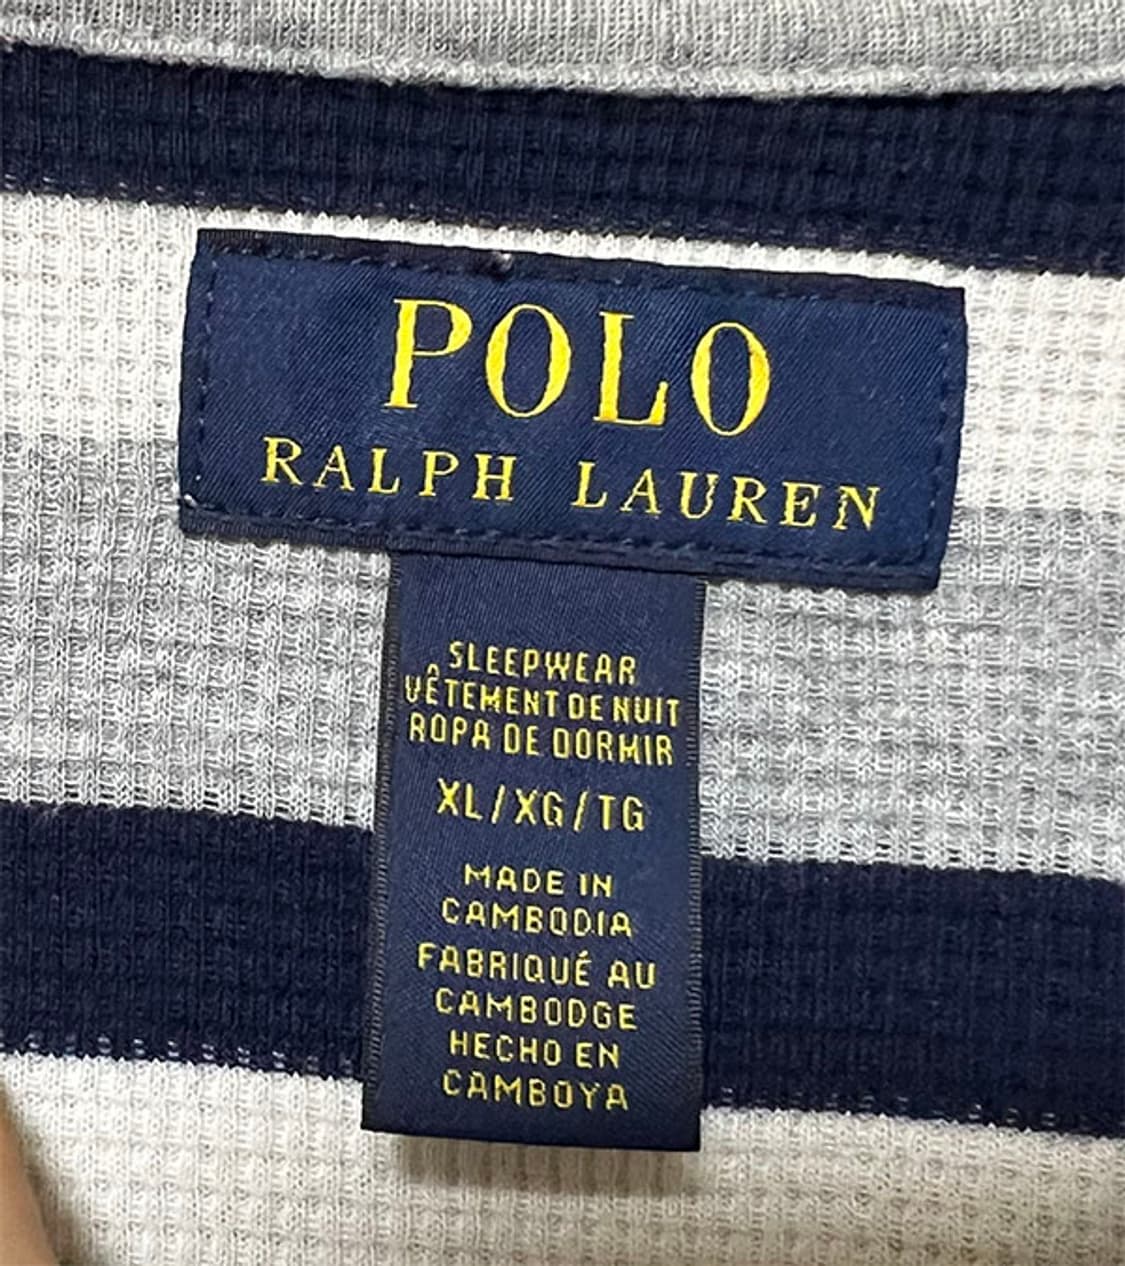 POLO
RALPH LAUREN
SLEEPWEAR
VÊTEMENT DE NUIT
ROPA DE DORMIR
XL/XG/TG
MADE IN
CAMBODIA
FABRIQUÉ AU
CAMBODGE
HECHO EN
CAMBOYA